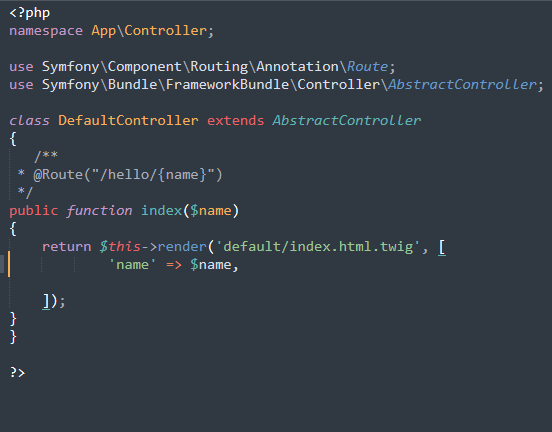 <?php
namespace App\Controller;
use Symfony\Component\Routing\Annotation\Route;
use Symfony\Bundle\FrameworkBundle\Controller\AbstractController;
class DefaultController extends AbstractController
{
/**
* @Route("/hello/{name}")
*/
public function index($name)
{
return $this->render('default/index.html.twig', [
'name' => $name,
]);
}
}
?>